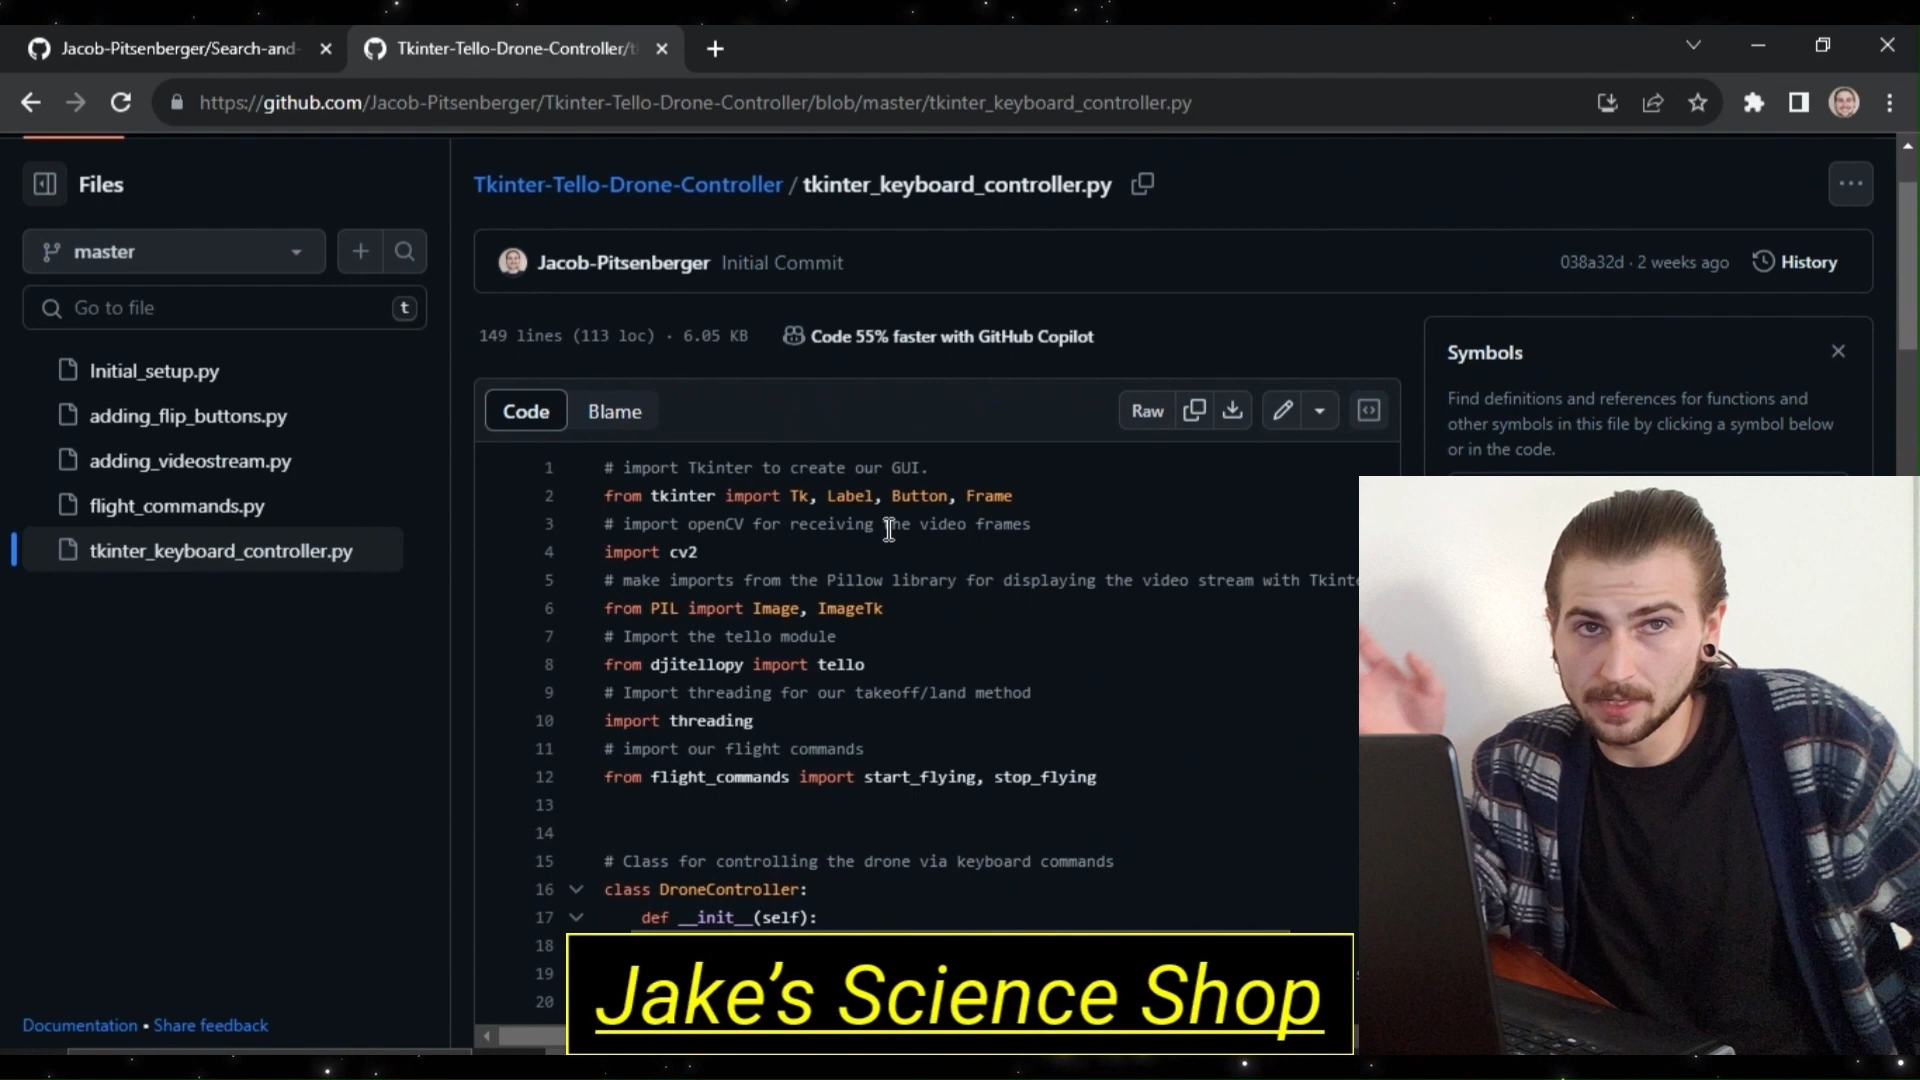 Jacob-Pitsenberger/Search-and-
Tkinter-Tello-Drone-Controller/t
https://github.com/Jacob-Pitsenberger/Tkinter-Tello-Drone-Controller/blob/master/tkinter_keyboard_controller.py
Files
master
Go to file
t
Initial_setup.py
adding_flip_buttons.py
adding_videostream.py
flight_commands.py
tkinter_keyboard_controller.py
Documentation • Share feedback
Tkinter-Tello-Drone-Controller / tkinter_keyboard_controller.py
Jacob-Pitsenberger Initial Commit
038a32d · 2 weeks ago
History
149 lines (113 loc) · 6.05 KB
Code 55% faster with GitHub Copilot
Code
Blame
Raw
1 # import Tkinter to create our GUI.
2 from tkinter import Tk, Label, Button, Frame
3 # import openCV for receiving the video frames
4 import cv2
5 # make imports from the Pillow library for displaying the video stream with Tkinte
6 from PIL import Image, ImageTk
7 # Import the tello module
8 from djitellopy import tello
9 # Import threading for our takeoff/land method
10 import threading
11 # import our flight commands
12 from flight_commands import start_flying, stop_flying
13
14
15 # Class for controlling the drone via keyboard commands
16 class DroneController:
17 def __init__(self):
18
19
20
Symbols
Find definitions and references for functions and
other symbols in this file by clicking a symbol below
or in the code.
Jake's Science Shop